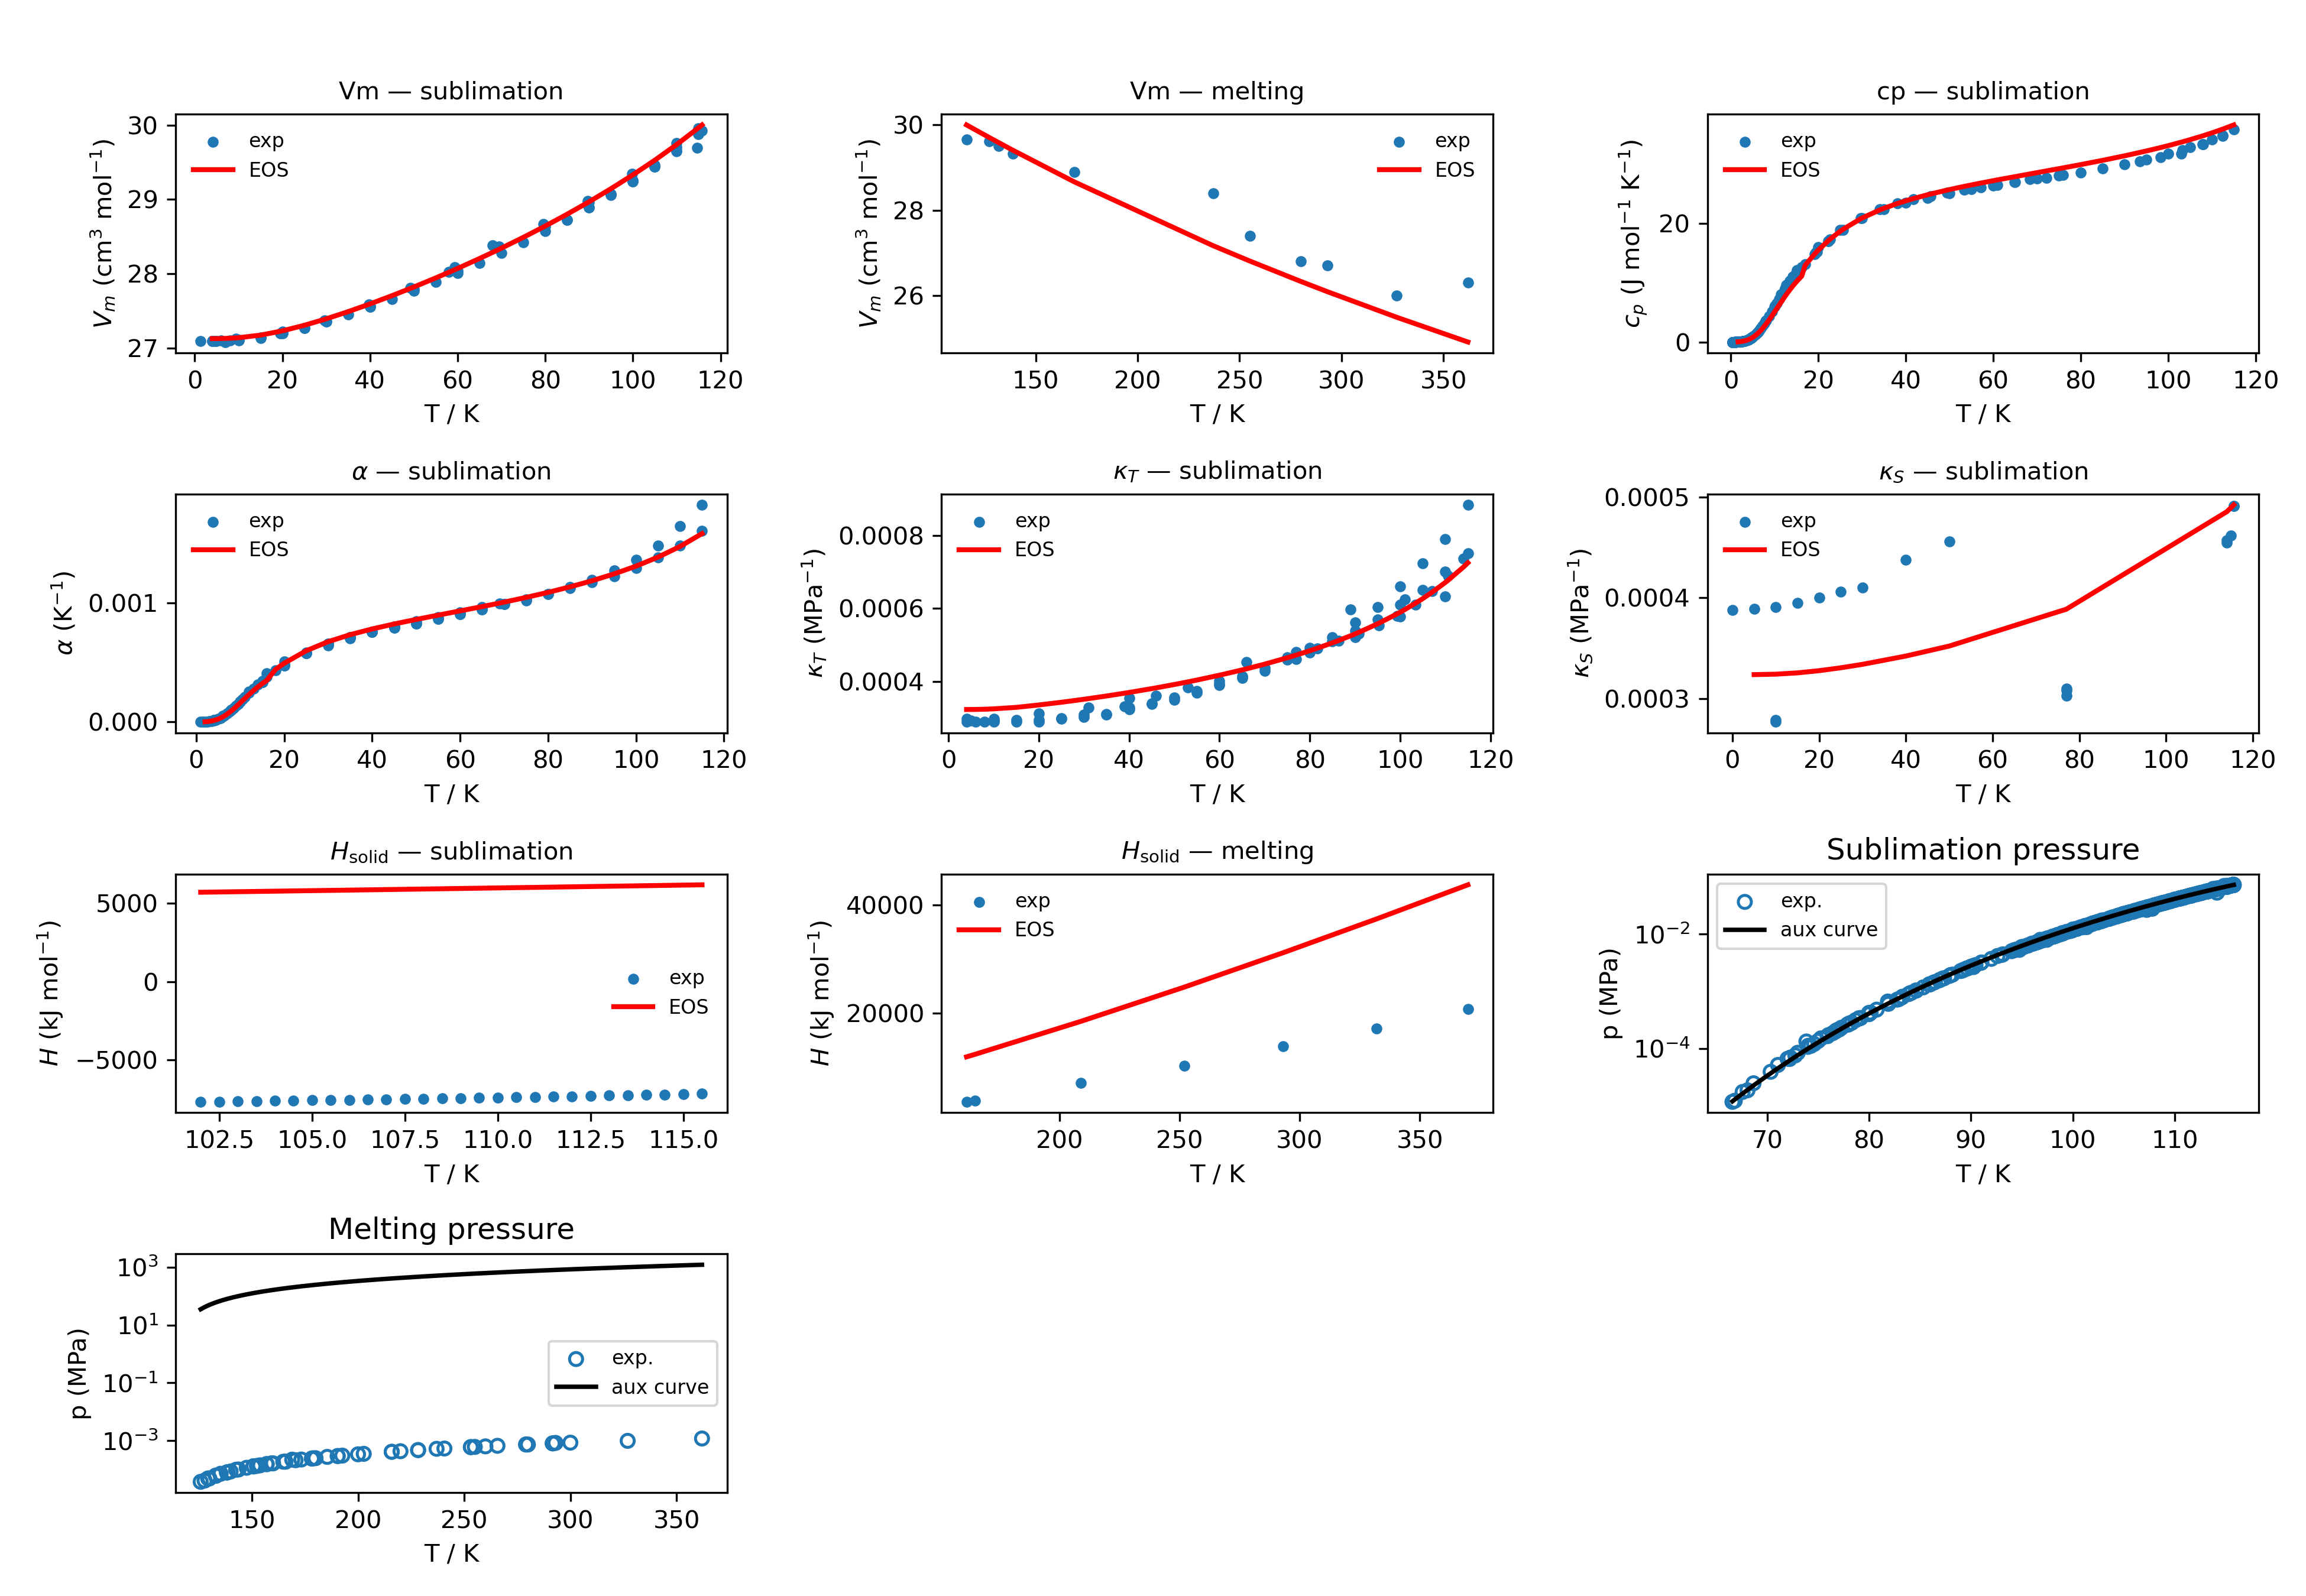 Vm — sublimation
30
29
28
27
V_m (cm³ mol⁻¹)
exp
EOS
0 20 40 60 80 100 120
T / K
Vm — melting
30
28
26
V_m (cm³ mol⁻¹)
exp
EOS
150 200 250 300 350
T / K
cp — sublimation
20
0
c_p (J mol⁻¹ K⁻¹)
exp
EOS
0 20 40 60 80 100 120
T / K
α — sublimation
0.001
0.000
α (K⁻¹)
exp
EOS
0 20 40 60 80 100 120
T / K
κ_T — sublimation
0.0008
0.0006
0.0004
κ_T (MPa⁻¹)
exp
EOS
0 20 40 60 80 100 120
T / K
κ_S — sublimation
0.0005
0.0004
0.0003
κ_S (MPa⁻¹)
exp
EOS
0 20 40 60 80 100 120
T / K
H_solid — sublimation
5000
0
−5000
H (kJ mol⁻¹)
exp
EOS
102.5 105.0 107.5 110.0 112.5 115.0
T / K
H_solid — melting
40000
20000
H (kJ mol⁻¹)
exp
EOS
200 250 300 350
T / K
Sublimation pressure
10⁻²
10⁻⁴
p (MPa)
exp.
aux curve
70 80 90 100 110
T / K
Melting pressure
10³
10¹
10⁻¹
10⁻³
p (MPa)
exp.
aux curve
150 200 250 300 350
T / K